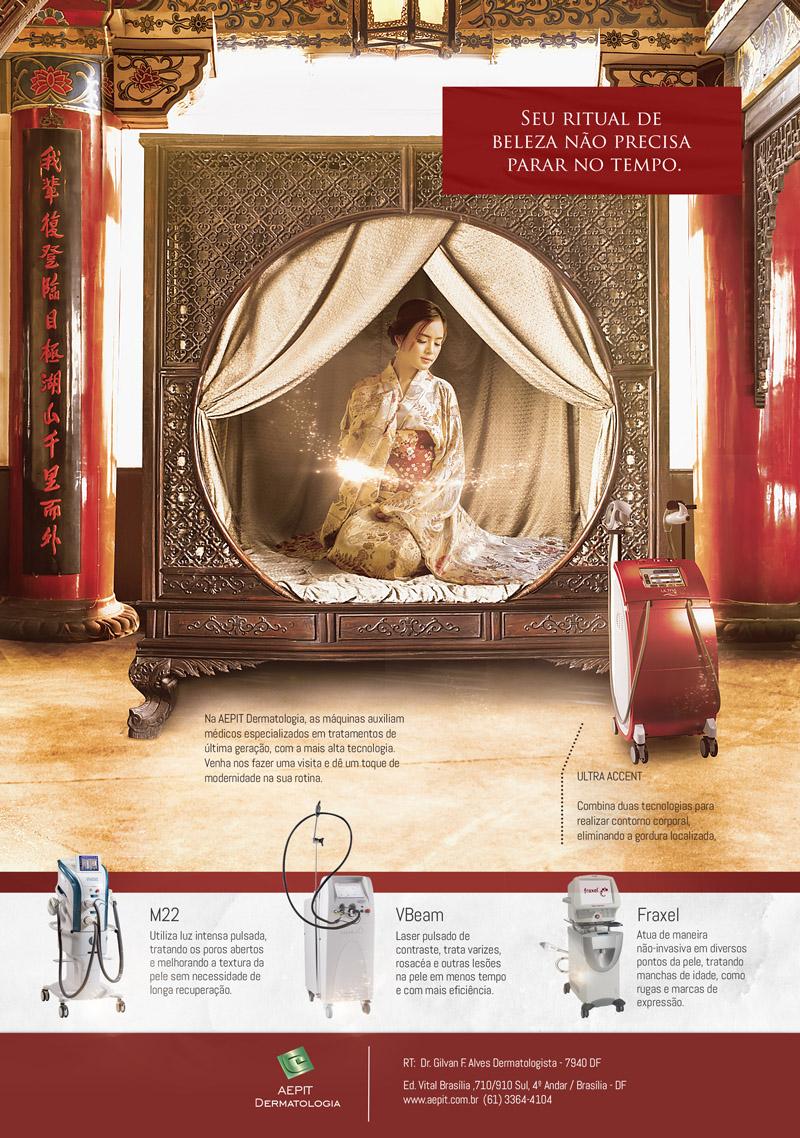 SEU RITUAL DE
BELEZA NÃO PRECISA
PARAR NO TEMPO.
我輩復登臨目極湖山千里而外
Na AEPIT Dermatologia, as máquinas auxiliam
médicos especializados em tratamentos de
última geração, com a mais alta tecnologia.
Venha nos fazer uma visita e dê um toque de
modernidade na sua rotina.
ULTRA ACCENT
Combina duas tecnologias para
realizar contorno corporal,
eliminando a gordura localizada,
M22
Utiliza luz intensa pulsada,
tratando os poros abertos
e melhorando a textura da
pele sem necessidade de
longa recuperação.
VBeam
Laser pulsado de
contraste, trata varizes,
rosacéa e outras lesões
na pele em menos tempo
e com mais eficiência.
fraxel
Fraxel
Atua de maneira
não-invasiva em diversos
pontos da pele, tratando
manchas de idade, como
rugas e marcas de
expressão.
AEPIT
DERMATOLOGIA
RT: Dr. Gilvan F. Alves Dermatologista - 7940 DF
Ed. Vital Brasília ,710/910 Sul, 4º Andar / Brasília - DF
www.aepit.com.br (61) 3364-4104